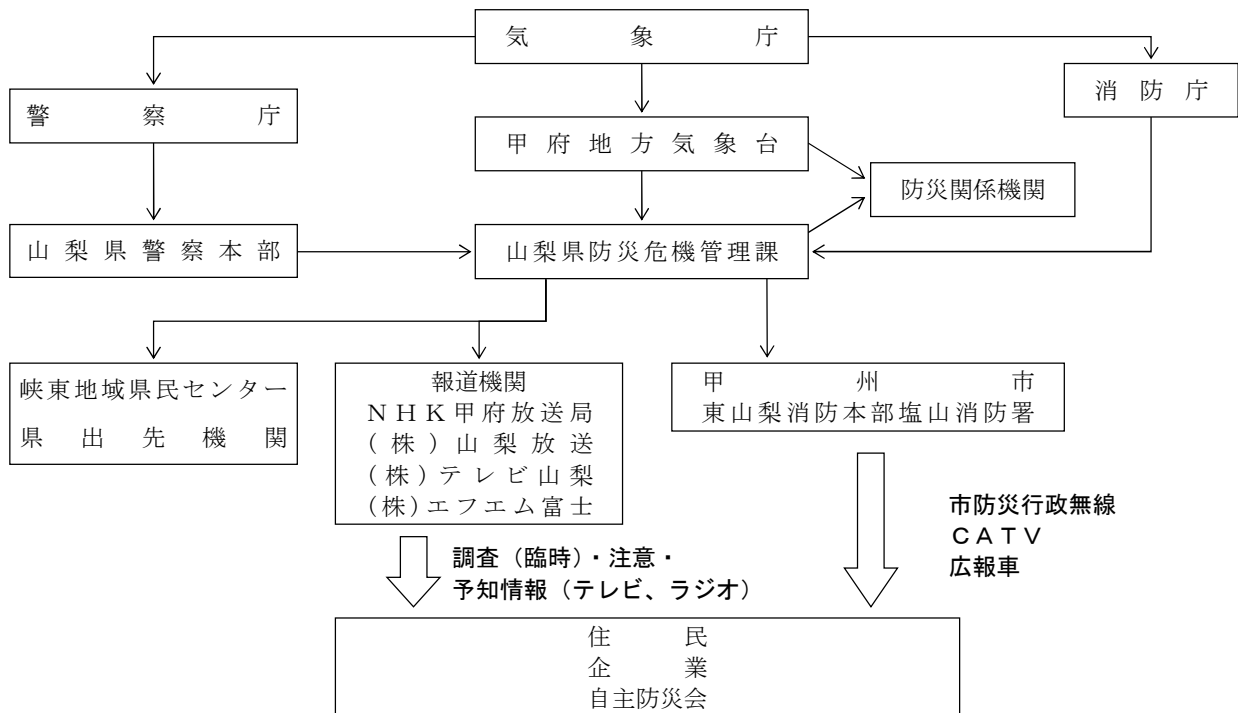 気象庁
警察庁
消防庁
甲府地方気象台
防災関係機関
山梨県警察本部
山梨県防災危機管理課
峡東地域県民センター
県出先機関
報道機関
NHK甲府放送局
(株)山梨放送
(株)テレビ山梨
(株)エフエム富士
甲州市
東山梨消防本部塩山消防署
市防災行政無線
CATV
広報車
調査(臨時)・注意・
予知情報(テレビ、ラジオ)
住民
企業
自主防災会